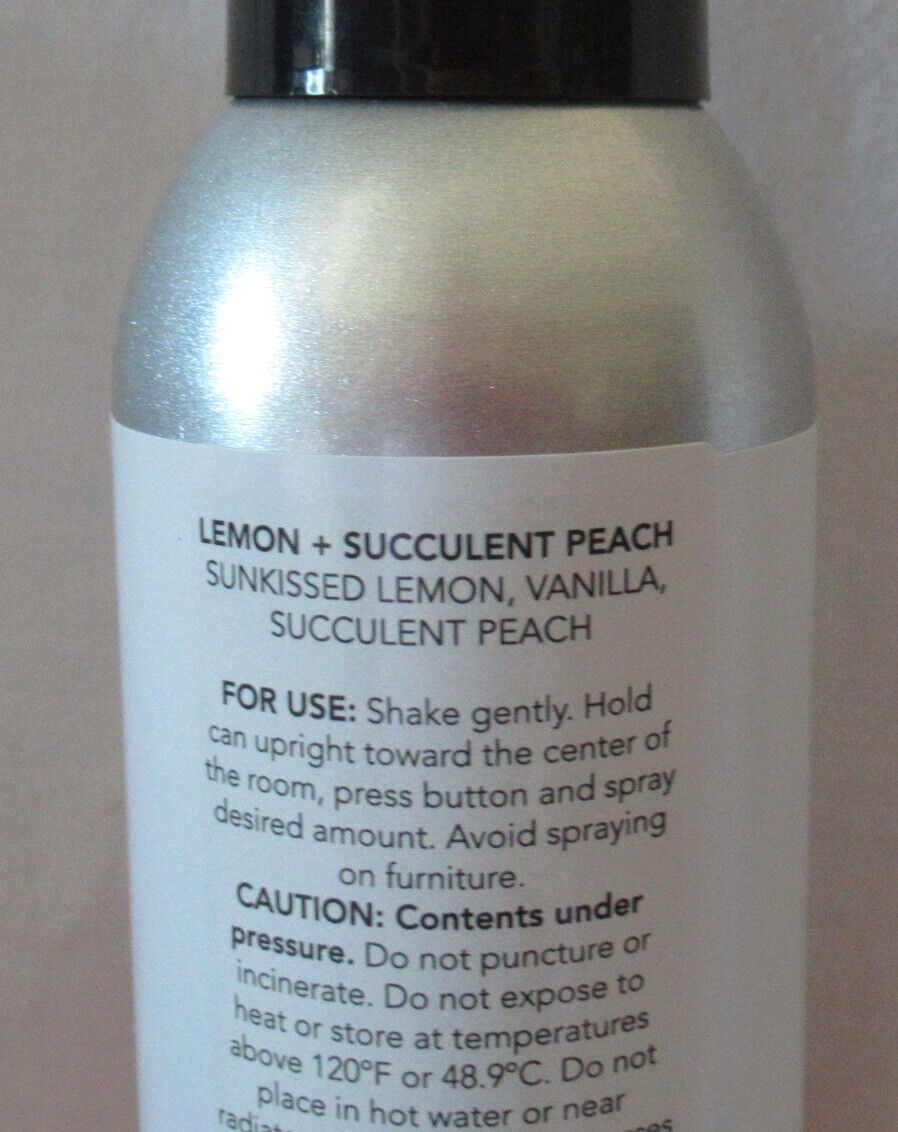 LEMON + SUCCULENT PEACH
SUNKISSED LEMON, VANILLA,
SUCCULENT PEACH
FOR USE: Shake gently. Hold
can upright toward the center of
the room, press button and spray
desired amount. Avoid spraying
on furniture.
CAUTION: Contents under
pressure. Do not puncture or
incinerate. Do not expose to
heat or store at temperatures
above 120ºF or 48.9ºC. Do not
place in hot water or near